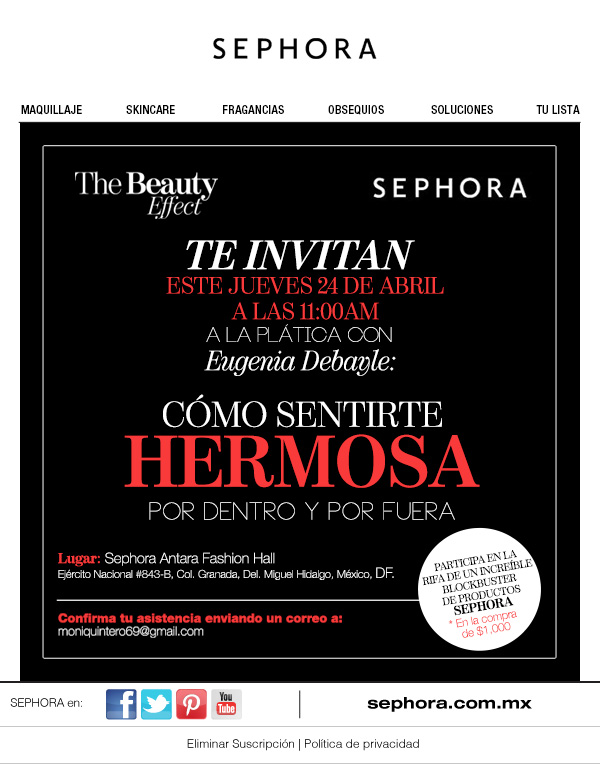 SEPHORA
MAQUILLAJE SKINCARE FRAGANCIAS OBSEQUIOS SOLUCIONES TU LISTA
The Beauty
Effect
SEPHORA
TE INVITAN
ESTE JUEVES 24 DE ABRIL
A LAS 11:00AM
A LA PLÁTICA CON
Eugenia Debayle:
CÓMO SENTIRTE
HERMOSA
POR DENTRO Y POR FUERA
Lugar: Sephora Antara Fashion Hall
Ejército Nacional #843-B, Col. Granada, Del. Miguel Hidalgo, México, DF.
Confirma tu asistencia enviando un correo a:
moniquintero69@gmail.com
PARTICIPA EN LA
RIFA DE UN INCREÍBLE
BLOCKBUSTER
DE PRODUCTOS
SEPHORA
* En la compra
de $1,000
SEPHORA en:
You
Tube
sephora.com.mx
Eliminar Suscripción | Política de privacidad